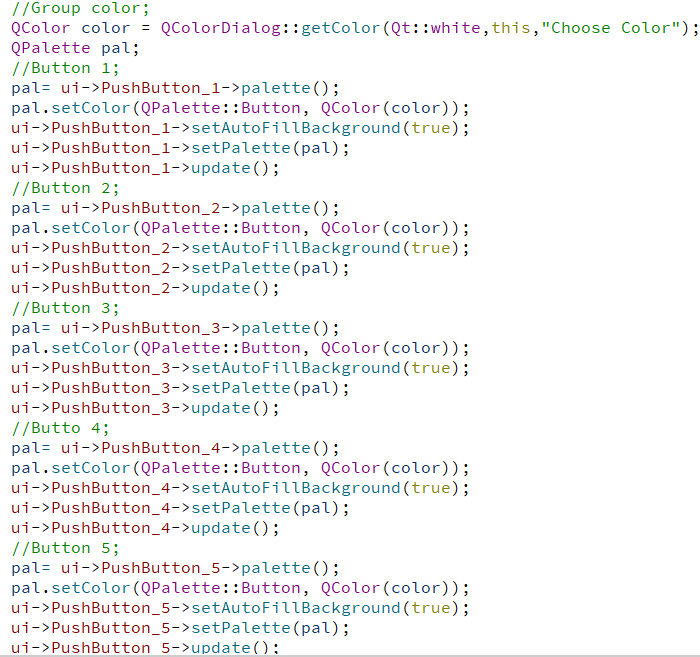 //Group color;
QColor color = QColorDialog::getColor(Qt::white,this,"Choose Color");
QPalette pal;
//Button 1;
pal= ui->PushButton_1->palette();
pal.setColor(QPalette::Button, QColor(color));
ui->PushButton_1->setAutoFillBackground(true);
ui->PushButton_1->setPalette(pal);
ui->PushButton_1->update();
//Button 2;
pal= ui->PushButton_2->palette();
pal.setColor(QPalette::Button, QColor(color));
ui->PushButton_2->setAutoFillBackground(true);
ui->PushButton_2->setPalette(pal);
ui->PushButton_2->update();
//Button 3;
pal= ui->PushButton_3->palette();
pal.setColor(QPalette::Button, QColor(color));
ui->PushButton_3->setAutoFillBackground(true);
ui->PushButton_3->setPalette(pal);
ui->PushButton_3->update();
//Butto 4;
pal= ui->PushButton_4->palette();
pal.setColor(QPalette::Button, QColor(color));
ui->PushButton_4->setAutoFillBackground(true);
ui->PushButton_4->setPalette(pal);
ui->PushButton_4->update();
//Button 5;
pal= ui->PushButton_5->palette();
pal.setColor(QPalette::Button, QColor(color));
ui->PushButton_5->setAutoFillBackground(true);
ui->PushButton_5->setPalette(pal);
ui->PushButton_5->update();